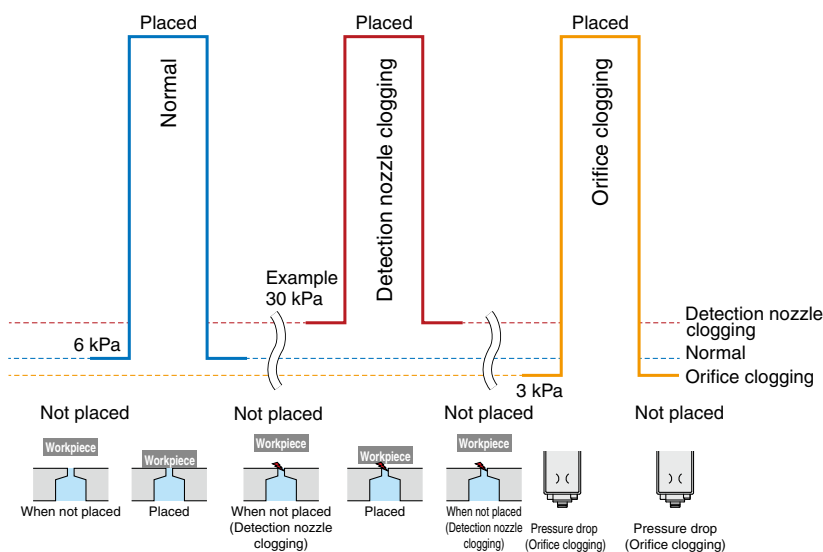 Placed
Placed
Placed
Normal
Detection nozzle clogging
Orifice clogging
Example
30 kPa
6 kPa
3 kPa
Detection nozzle
clogging
Normal
Orifice clogging
Not placed
Not placed
Not placed
Not placed
Workpiece
Workpiece
Workpiece
Workpiece
Workpiece
When not placed
Placed
When not placed
(Detection nozzle
clogging)
Placed
When not placed
(Detection nozzle
clogging)
Pressure drop
(Orifice clogging)
Pressure drop
(Orifice clogging)